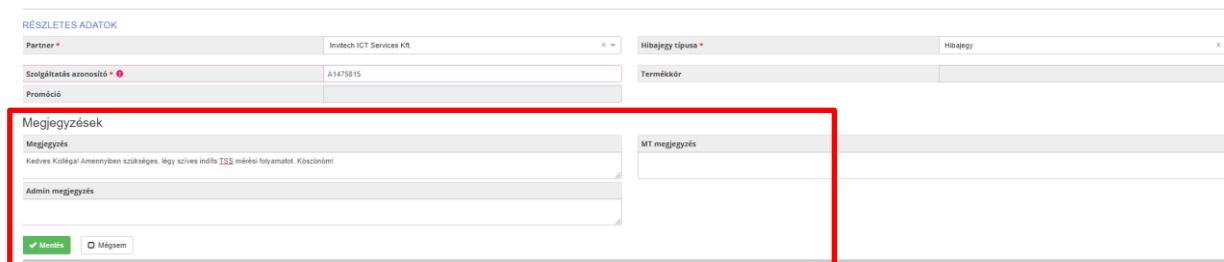 RÉSZLETES ADATOK
Partner * Invitech ICT Services Kft. Hibajegy típusa * Hibajegy
Szolgáltatás azonosító * A1475815 Termékkör
Promóció
Megjegyzések
Megjegyzés MT megjegyzés
Kedves Kolléga! Amennyiben szükséges, légy szíves indíts TSS mérési folyamatot. Köszönöm!
Admin megjegyzés
Mentés Mégsem